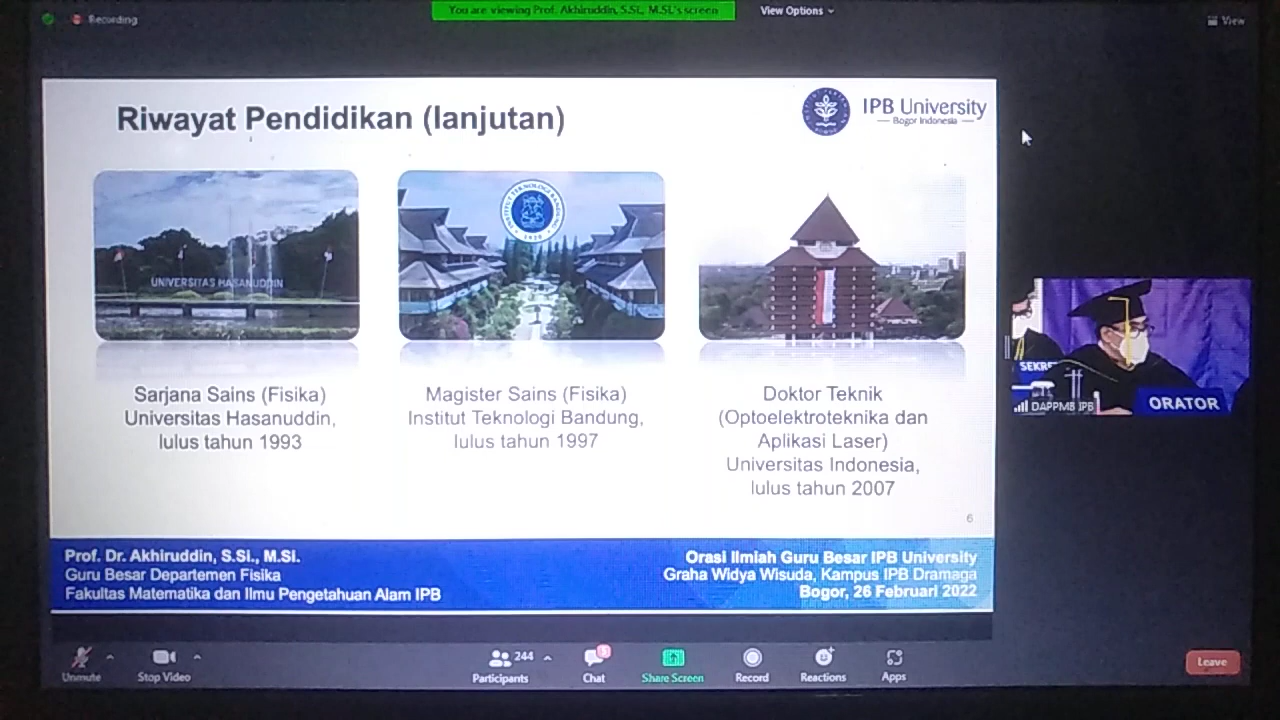 Recording
You are viewing Prof. Akhiruddin, S.Si., M.Si.'s screen
View Options
View
Riwayat Pendidikan (lanjutan)
IPB University
Bogor Indonesia
UNIVERSITAS HASANUDDIN
INSTITUT TEKNOLOGI BANDUNG
1920
Sarjana Sains (Fisika)
Universitas Hasanuddin,
lulus tahun 1993
Magister Sains (Fisika)
Institut Teknologi Bandung,
lulus tahun 1997
Doktor Teknik
(Optoelektroteknika dan
Aplikasi Laser)
Universitas Indonesia,
lulus tahun 2007
6
SEKRE
DAPPMB IPB
ORATOR
Prof. Dr. Akhiruddin, S.Si., M.Si.
Guru Besar Departemen Fisika
Fakultas Matematika dan Ilmu Pengetahuan Alam IPB
Orasi Ilmiah Guru Besar IPB University
Graha Widya Wisuda, Kampus IPB Dramaga
Bogor, 26 Februari 2022
Unmute
Stop Video
244
Participants
Chat
Share Screen
Record
Reactions
Apps
Leave